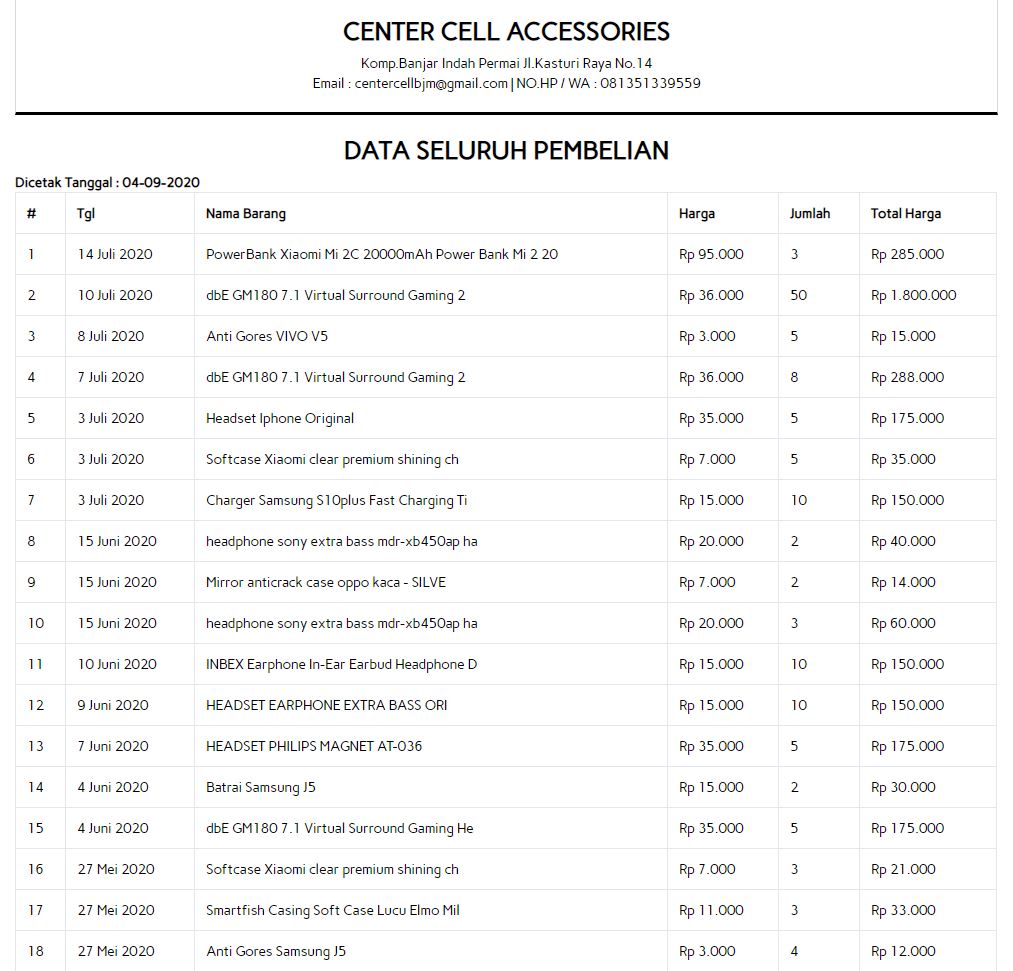 CENTER CELL ACCESSORIES
Komp.Banjar Indah Permai Jl.Kasturi Raya No.14
Email : centercellbjm@gmail.com | NO.HP / WA : 081351339559
DATA SELURUH PEMBELIAN
Dicetak Tanggal : 04-09-2020
# Tgl Nama Barang Harga Jumlah Total Harga
1 14 Juli 2020 PowerBank Xiaomi Mi 2C 20000mAh Power Bank Mi 2 20 Rp 95.000 3 Rp 285.000
2 10 Juli 2020 dbE GM180 7.1 Virtual Surround Gaming 2 Rp 36.000 50 Rp 1.800.000
3 8 Juli 2020 Anti Gores VIVO V5 Rp 3.000 5 Rp 15.000
4 7 Juli 2020 dbE GM180 7.1 Virtual Surround Gaming 2 Rp 36.000 8 Rp 288.000
5 3 Juli 2020 Headset Iphone Original Rp 35.000 5 Rp 175.000
6 3 Juli 2020 Softcase Xiaomi clear premium shining ch Rp 7.000 5 Rp 35.000
7 3 Juli 2020 Charger Samsung S10plus Fast Charging Ti Rp 15.000 10 Rp 150.000
8 15 Juni 2020 headphone sony extra bass mdr-xb450ap ha Rp 20.000 2 Rp 40.000
9 15 Juni 2020 Mirror anticrack case oppo kaca - SILVE Rp 7.000 2 Rp 14.000
10 15 Juni 2020 headphone sony extra bass mdr-xb450ap ha Rp 20.000 3 Rp 60.000
11 10 Juni 2020 INBEX Earphone In-Ear Earbud Headphone D Rp 15.000 10 Rp 150.000
12 9 Juni 2020 HEADSET EARPHONE EXTRA BASS ORI Rp 15.000 10 Rp 150.000
13 7 Juni 2020 HEADSET PHILIPS MAGNET AT-036 Rp 35.000 5 Rp 175.000
14 4 Juni 2020 Batrai Samsung J5 Rp 15.000 2 Rp 30.000
15 4 Juni 2020 dbE GM180 7.1 Virtual Surround Gaming He Rp 35.000 5 Rp 175.000
16 27 Mei 2020 Softcase Xiaomi clear premium shining ch Rp 7.000 3 Rp 21.000
17 27 Mei 2020 Smartfish Casing Soft Case Lucu Elmo Mil Rp 11.000 3 Rp 33.000
18 27 Mei 2020 Anti Gores Samsung J5 Rp 3.000 4 Rp 12.000